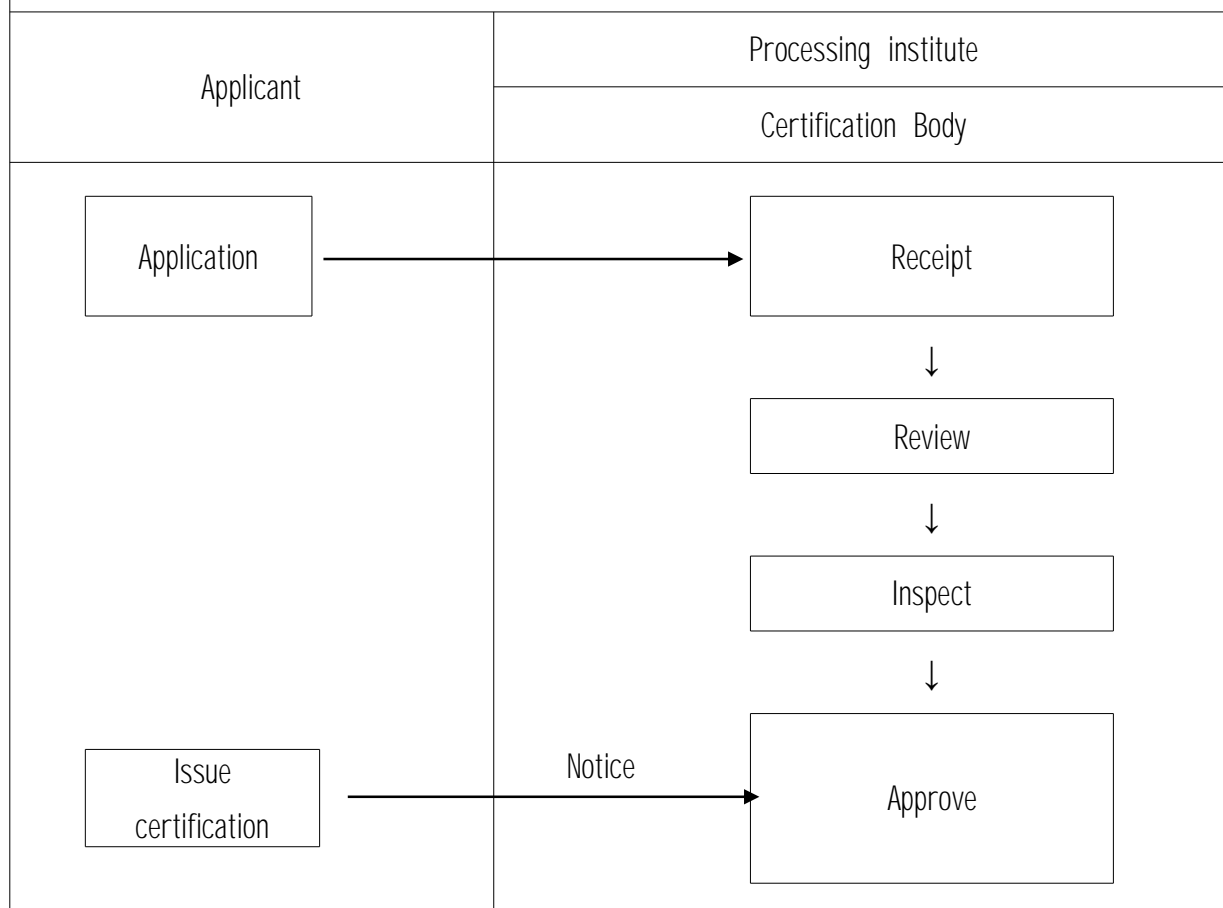 Applicant
Processing institute
Certification Body
Application
Receipt
↓
Review
↓
Inspect
↓
Issue
certification
Notice
Approve